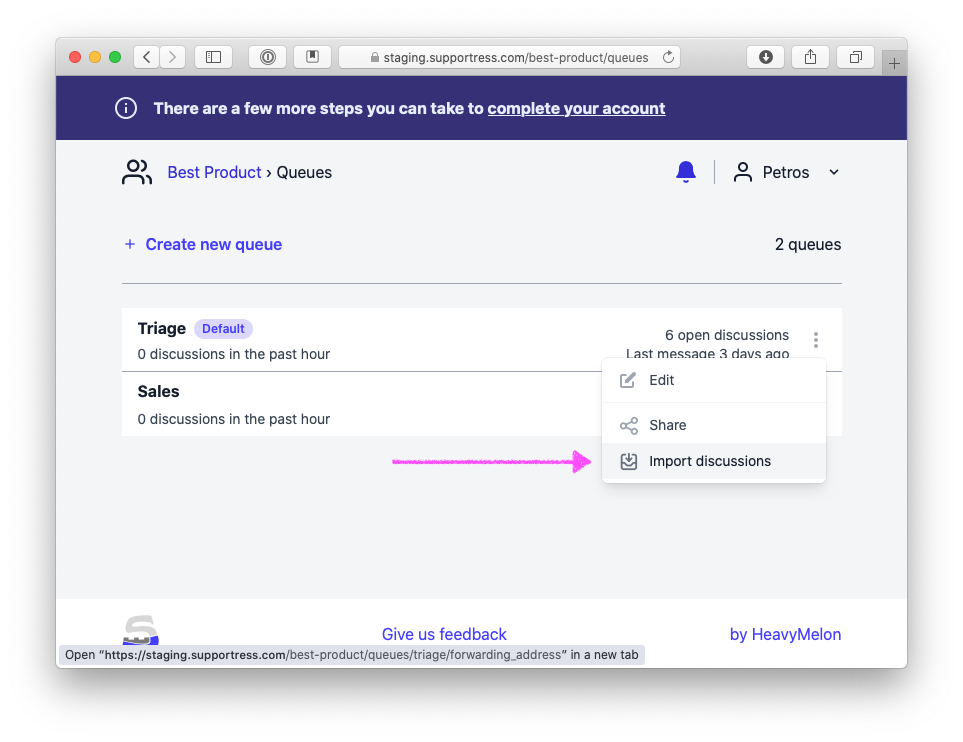 staging.supportress.com/best-product/queues
There are a few more steps you can take to complete your account
Best Product › Queues
Petros
+ Create new queue
2 queues
Triage Default
6 open discussions
0 discussions in the past hour
Last message 3 days ago
Sales
0 discussions in the past hour
Edit
Share
Import discussions
Give us feedback
by HeavyMelon
Open “https://staging.supportress.com/best-product/queues/triage/forwarding_address” in a new tab